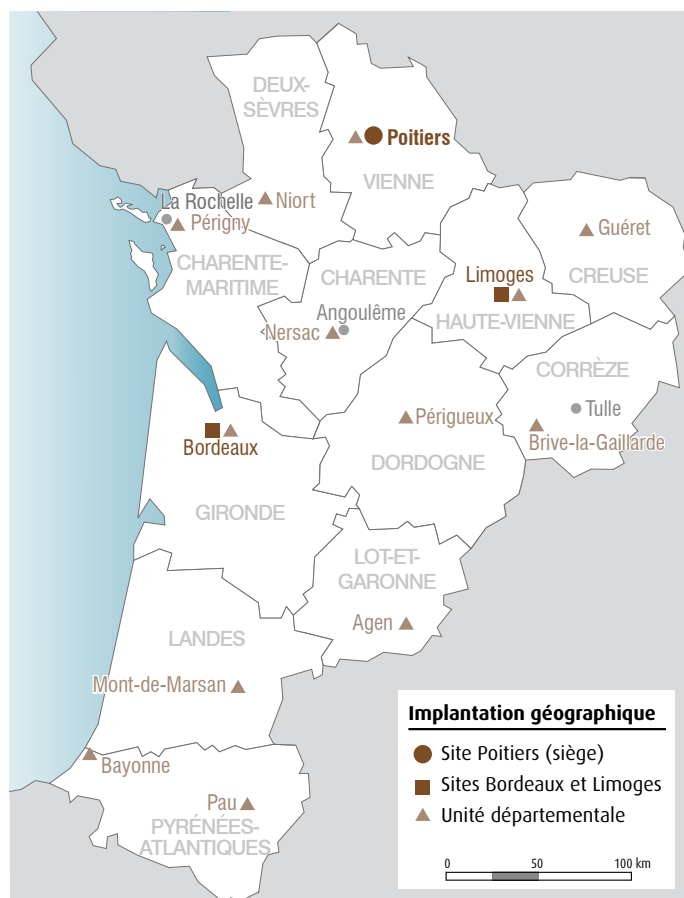 DEUX-
SÈVRES
Poitiers
VIENNE
La Rochelle
Niort
Périgny
Guéret
CHARENTE-
MARITIME
CHARENTE
Limoges
CREUSE
Angoulême
Nersac
HAUTE-VIENNE
CORRÈZE
Tulle
Périgueux
Brive-la-Gaillarde
Bordeaux
DORDOGNE
GIRONDE
LOT-ET-
GARONNE
Agen
LANDES
Mont-de-Marsan
Bayonne
Pau
PYRÉNÉES-
ATLANTIQUES
Implantation géographique
Site Poitiers (siège)
Sites Bordeaux et Limoges
Unité départementale
0 50 100 km